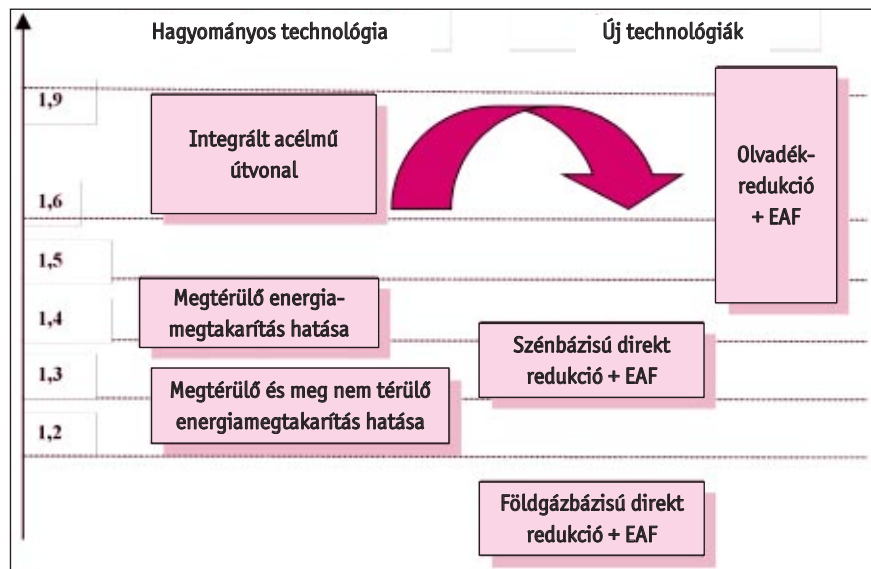 Hagyományos technológia
Új technológiák
1,9
1,6
1,5
1,4
1,3
1,2
Integrált acélmű
útvonal
Megtérülő energia-
megtakarítás hatása
Megtérülő és meg nem térülő
energiamegtakarítás hatása
Olvadék-
redukció
+ EAF
Szénbázisú direkt
redukció + EAF
Földgázbázisú direkt
redukció + EAF